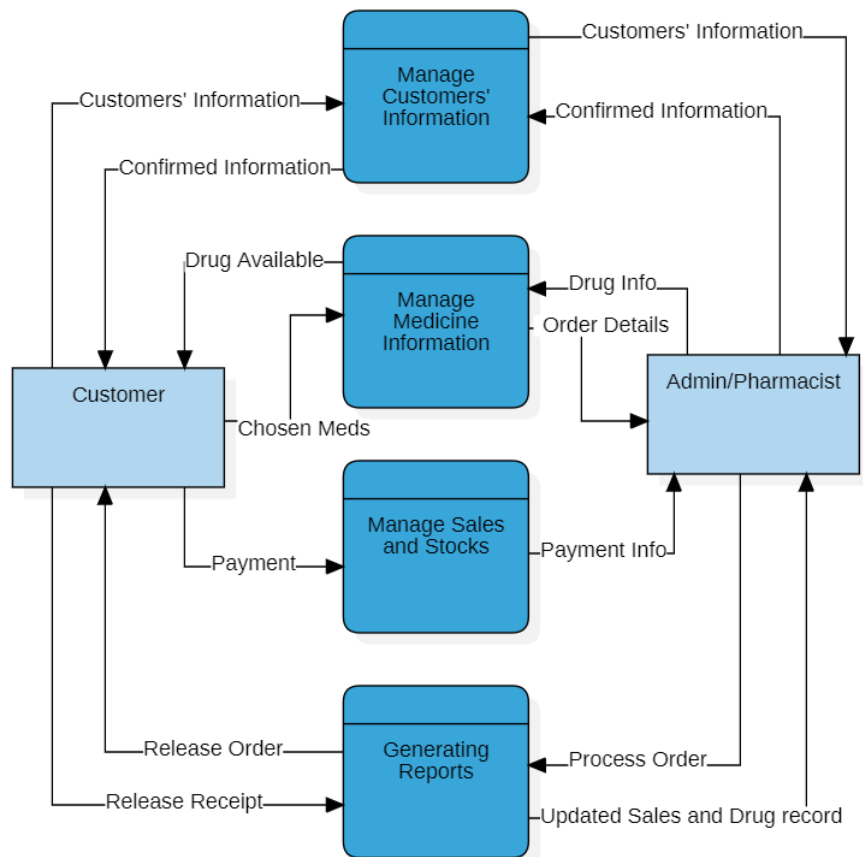 Customers' Information
Manage
Customers'
Information
Customers' Information
Confirmed Information
Confirmed Information
Drug Available
Manage
Medicine
Information
Drug Info
Order Details
Customer
Admin/Pharmacist
Chosen Meds
Manage Sales
and Stocks
Payment
Payment Info
Release Order
Generating
Reports
Process Order
Release Receipt
Updated Sales and Drug record